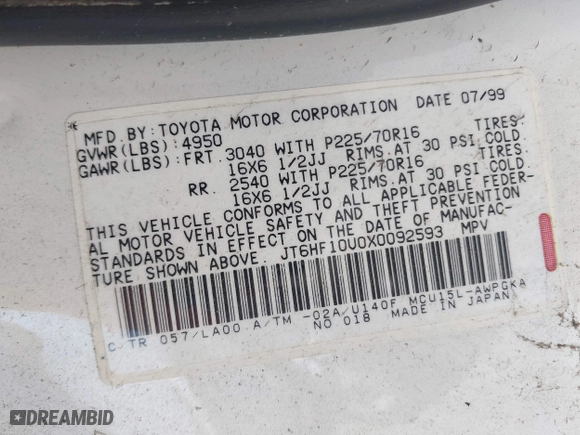 MFD. BY: TOYOTA MOTOR CORPORATION DATE 07/99
GVWR(LBS): 4950
GAWR(LBS): FRT. 3040 WITH P225/70R16 TIRES.
16X6 1/2JJ RIMS.AT 30 PSI COLD.
RR. 2540 WITH P225/70R16 TIRES.
16X6 1/2JJ RIMS.AT 30 PSI COLD.
THIS VEHICLE CONFORMS TO ALL APPLICABLE FEDER-
AL MOTOR VEHICLE SAFETY AND THEFT PREVENTION
STANDARDS IN EFFECT ON THE DATE OF MANUFAC-
TURE SHOWN ABOVE. JT6HF10U0X0092593 MPV
C/TR 057/LA00 A/TM -02A/U140F MCU15L-AWPGKA
NO 018 MADE IN JAPAN
DREAMBID